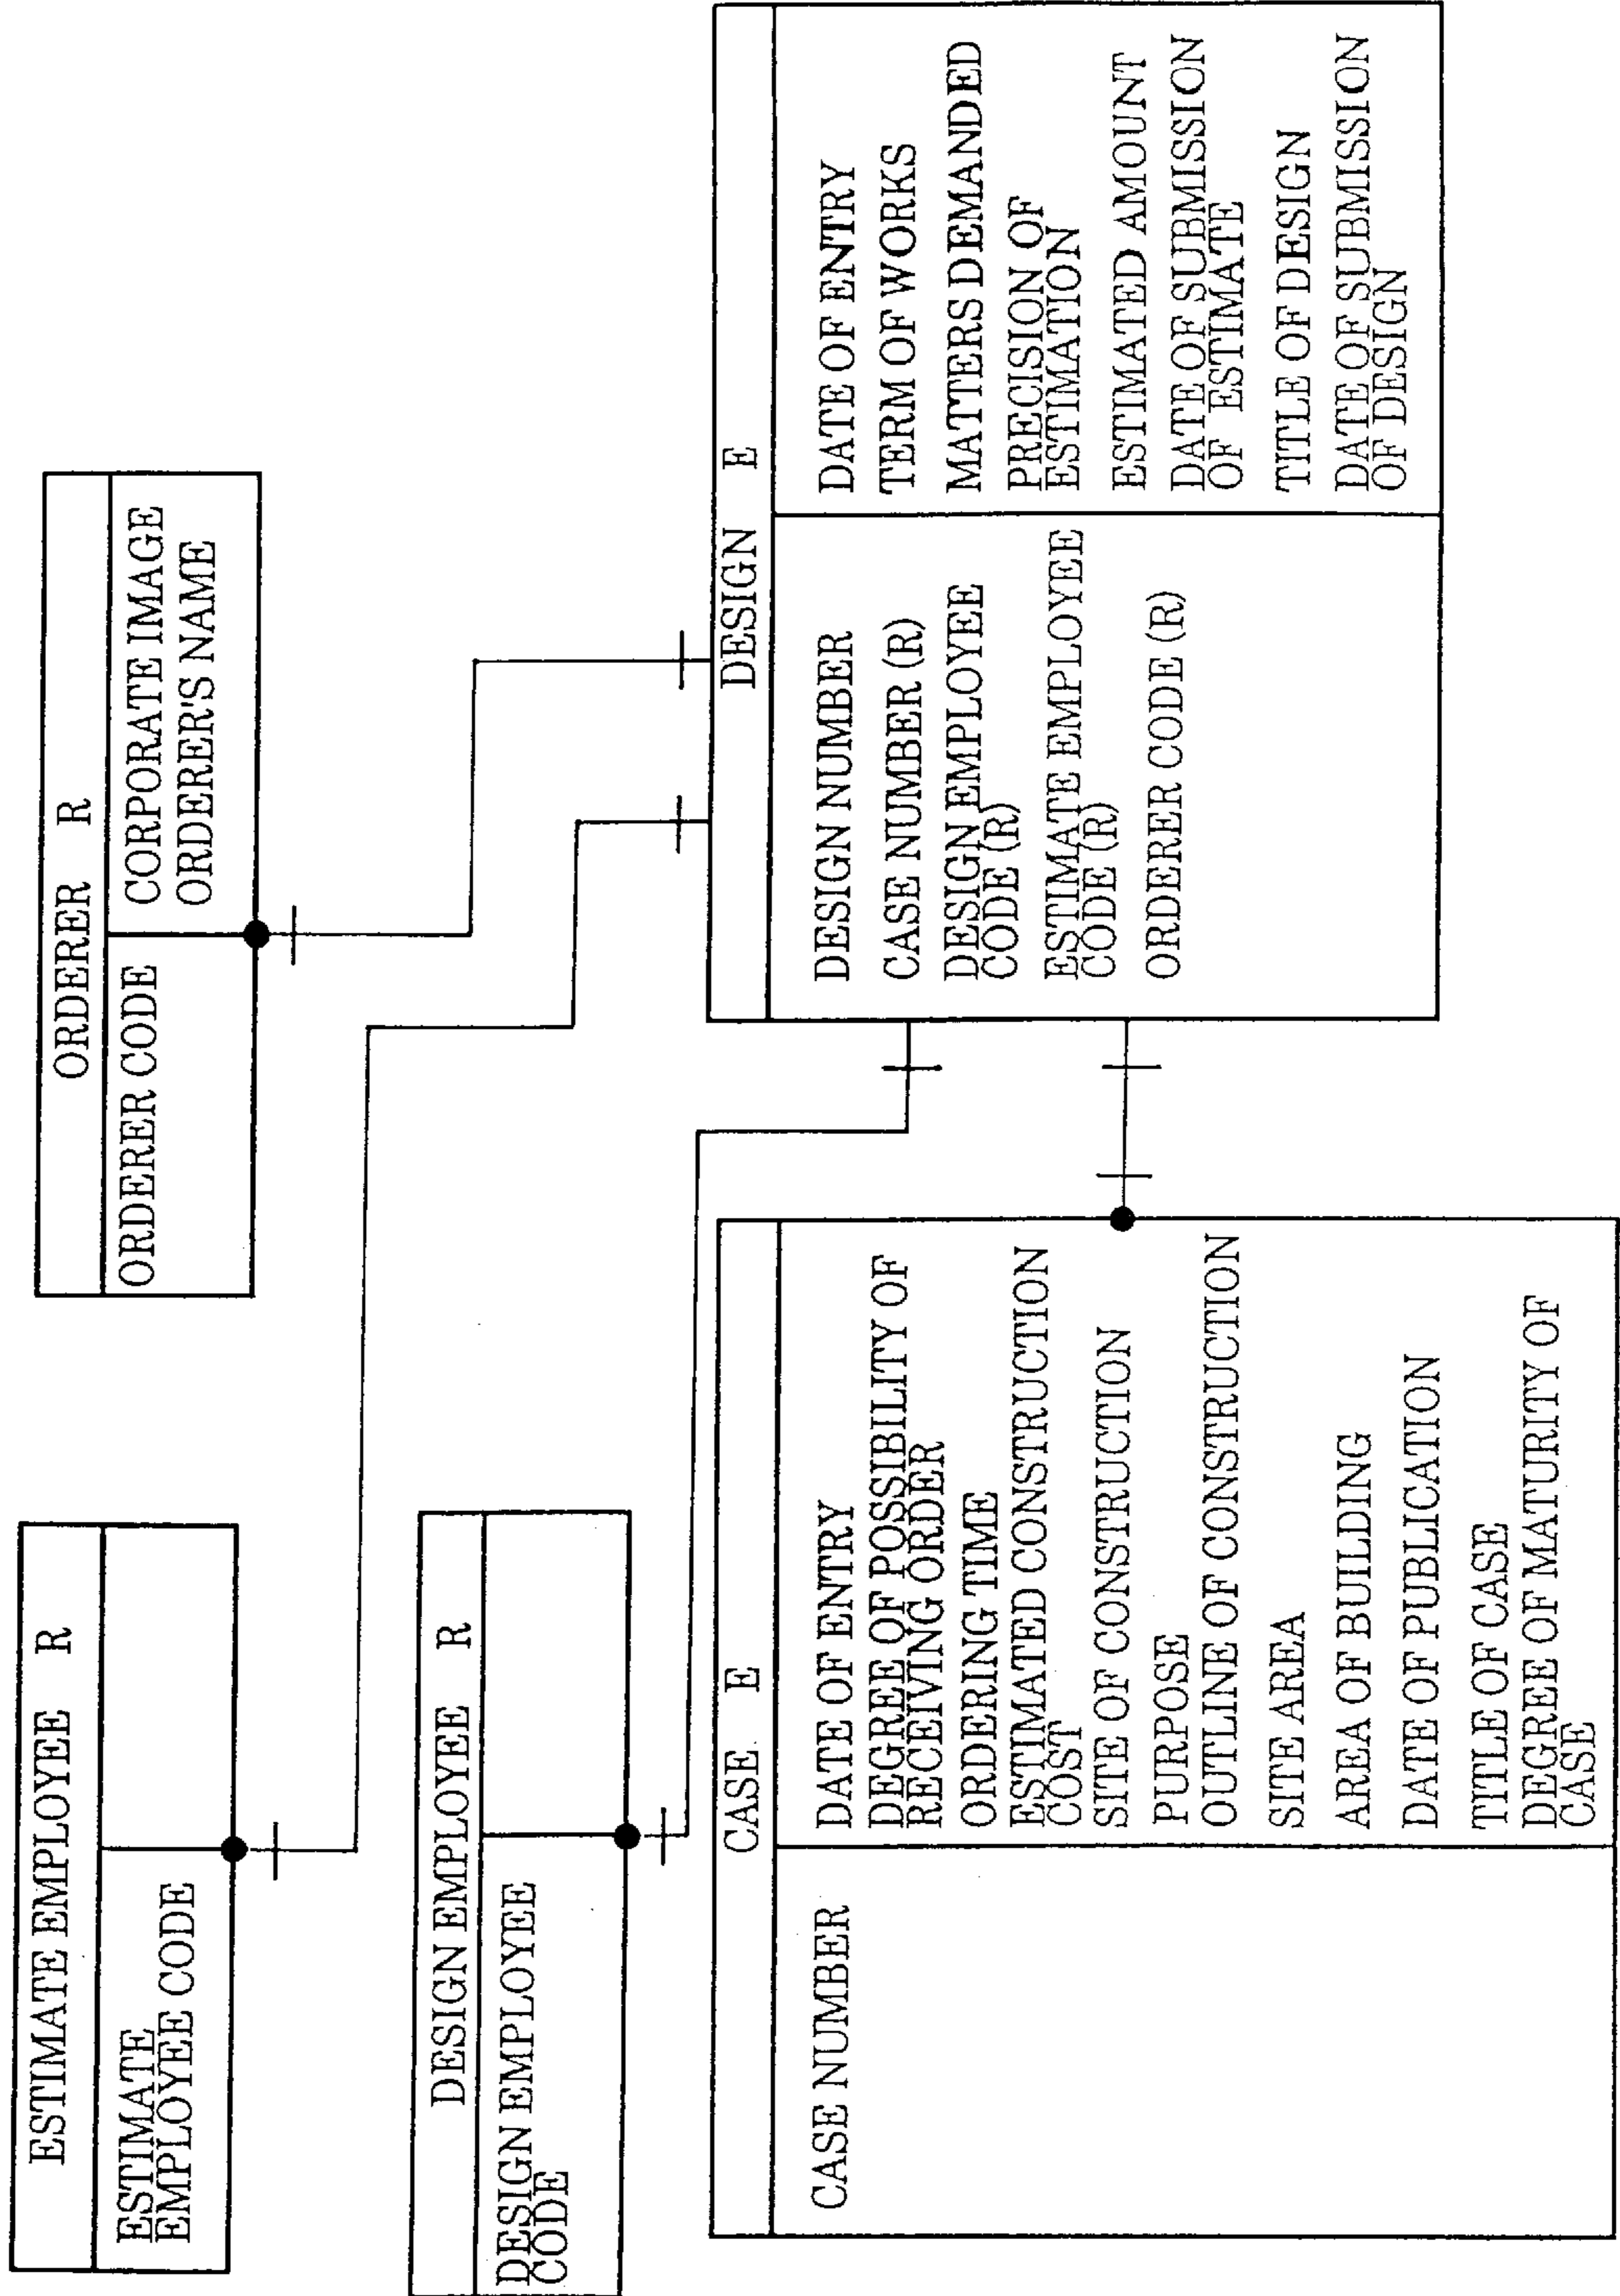 ESTIMATE EMPLOYEE R
ESTIMATE
EMPLOYEE CODE
ORDERER R
ORDERER CODE
CORPORATE IMAGE
ORDERER'S NAME
DESIGN EMPLOYEE R
DESIGN EMPLOYEE
CODE
CASE E
CASE NUMBER
DATE OF ENTRY
DEGREE OF POSSIBILITY OF
RECEIVING ORDER
ORDERING TIME
ESTIMATED CONSTRUCTION
COST
SITE OF CONSTRUCTION
PURPOSE
OUTLINE OF CONSTRUCTION
SITE AREA
AREA OF BUILDING
DATE OF PUBLICATION
TITLE OF CASE
DEGREE OF MATURITY OF
CASE
DESIGN E
DESIGN NUMBER
CASE NUMBER (R)
DESIGN EMPLOYEE
CODE (R)
ESTIMATE EMPLOYEE
CODE (R)
ORDERER CODE (R)
DATE OF ENTRY
TERM OF WORKS
MATTERS DEMANDED
PRECISION OF
ESTIMATION
ESTIMATED AMOUNT
DATE OF SUBMISSION
OF ESTIMATE
TITLE OF DESIGN
DATE OF SUBMISSION
OF DESIGN